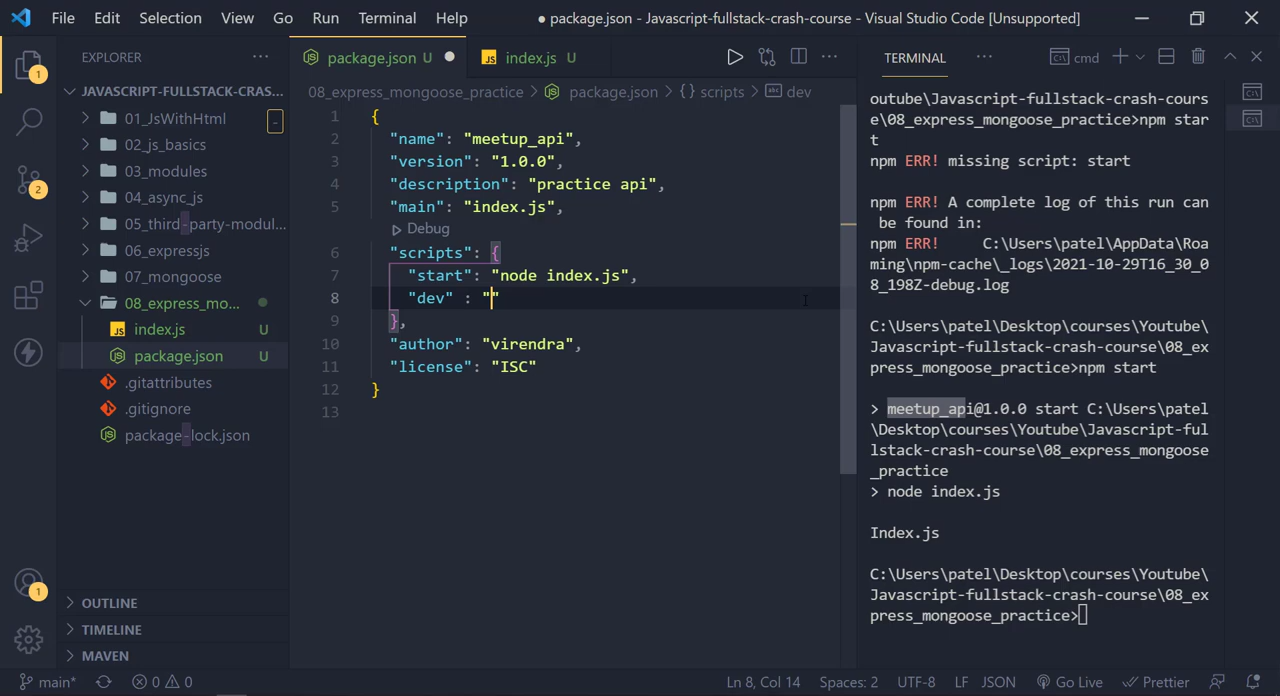 File Edit Selection View Go Run Terminal Help
● package.json - Javascript-fullstack-crash-course - Visual Studio Code [Unsupported]
EXPLORER
JAVASCRIPT-FULLSTACK-CRAS...
01_JsWithHtml
02_js_basics
03_modules
04_async_js
05_third-party-modul...
06_expressjs
07_mongoose
08_express_mo...
index.js U
package.json U
.gitattributes
.gitignore
package-lock.json
OUTLINE
TIMELINE
MAVEN
1
2
1
package.json U
index.js U
08_express_mongoose_practice > package.json > {} scripts > dev
1 {
2 "name": "meetup_api",
3 "version": "1.0.0",
4 "description": "practice api",
5 "main": "index.js",
Debug
6 "scripts": {
7 "start": "node index.js",
8 "dev" : ""
9 },
10 "author": "virendra",
11 "license": "ISC"
12 }
13
TERMINAL
cmd
outube\Javascript-fullstack-crash-cours
e\08_express_mongoose_practice>npm star
t
npm ERR! missing script: start
npm ERR! A complete log of this run can
be found in:
npm ERR! C:\Users\patel\AppData\Roa
ming\npm-cache\_logs\2021-10-29T16_30_0
8_198Z-debug.log
C:\Users\patel\Desktop\courses\Youtube\
Javascript-fullstack-crash-course\08_ex
press_mongoose_practice>npm start
> meetup_api@1.0.0 start C:\Users\patel
\Desktop\courses\Youtube\Javascript-ful
lstack-crash-course\08_express_mongoose
_practice
> node index.js
Index.js
C:\Users\patel\Desktop\courses\Youtube\
Javascript-fullstack-crash-course\08_ex
press_mongoose_practice>
main* 0 0 Ln 8, Col 14 Spaces: 2 UTF-8 LF JSON Go Live Prettier